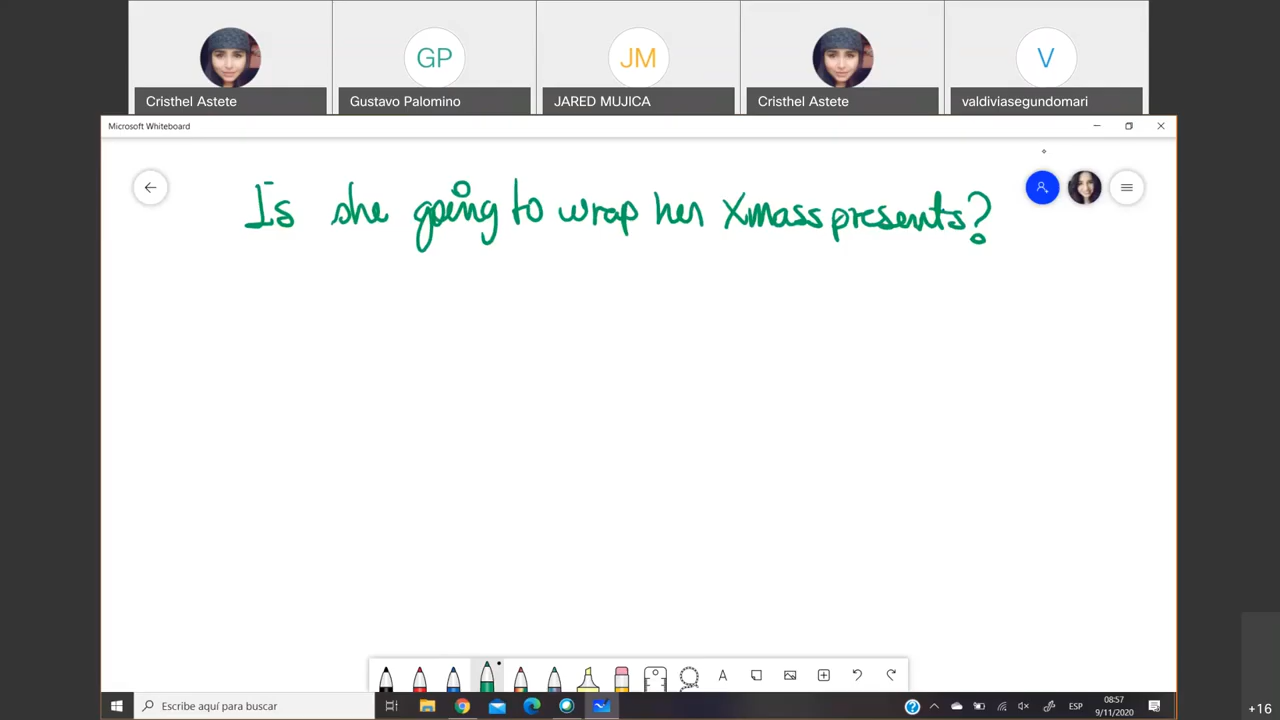 GP JM V
Cristhel Astete Gustavo Palomino JARED MUJICA Cristhel Astete valdiviasegundomari
Microsoft Whiteboard
Is she going to wrap her Xmass presents?
A
Escribe aquí para buscar
ESP
08:57
9/11/2020
+16